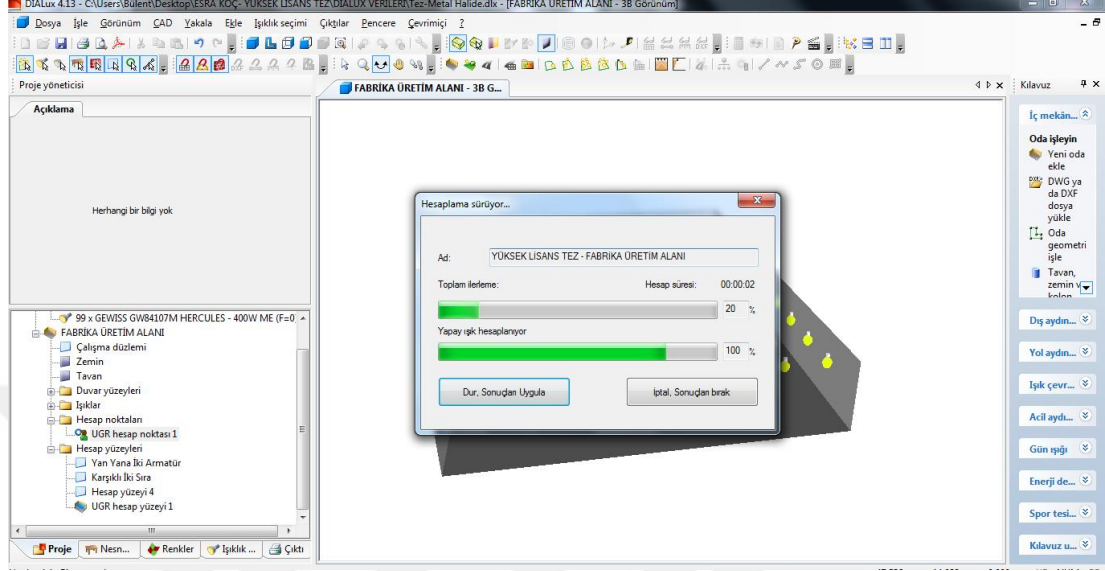 DIALux 4.13 - C:\Users\Bülent\Desktop\ESRA KOÇ- YÜKSEK LİSANS TEZ\DIALUX VERİLERİ\Tez-Metal Halide.dlx - [FABRİKA ÜRETİM ALANI - 3B Görünüm]
Dosya İşle Görünüm CAD Yakala Ekle Işıklık seçimi Çıktılar Pencere Çevrimiçi ?
Proje yöneticisi
Açıklama
Herhangi bir bilgi yok
99 x GEWISS GW84107M HERCULES - 400W ME (F=0
FABRİKA ÜRETİM ALANI
Çalışma düzlemi
Zemin
Tavan
Duvar yüzeyleri
Işıklar
Hesap noktaları
UGR hesap noktası 1
Hesap yüzeyleri
Yan Yana İki Armatür
Karşıklı İki Sıra
Hesap yüzeyi 4
UGR hesap yüzeyi 1
Proje Nesn... Renkler Işıklık ... Çıktı
FABRİKA ÜRETİM ALANI - 3B G...
Hesaplama sürüyor...
Ad: YÜKSEK LİSANS TEZ - FABRİKA ÜRETİM ALANI
Toplam ilerleme: Hesap süresi: 00:00:02
20 %
Yapay ışık hesaplanıyor
100 %
Dur, Sonuçları Uygula İptal, Sonuçları bırak
Kılavuz
İç mekân...
Oda işleyin
Yeni oda
ekle
DWG ya
da DXF
dosya
yükle
Oda
geometri
işle
Tavan,
zemin v
kolon
Dış aydın...
Yol aydın...
Işık çevr...
Acil aydı...
Gün ışığı
Enerji de...
Spor tesi...
Kılavuz u...